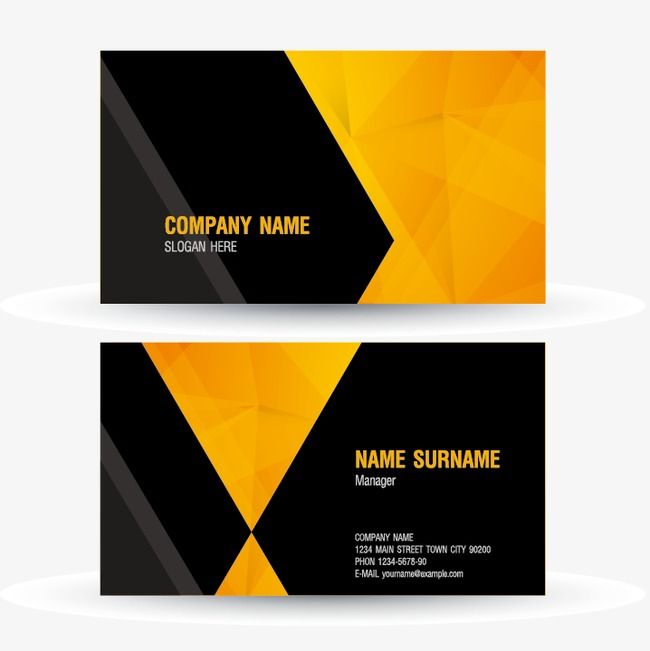 COMPANY NAME
SLOGAN HERE
NAME SURNAME
Manager
COMPANY NAME
1234 MAIN STREET TOWN CITY 90200
PHON 1234-5678-90
E-MAIL yourname@example.com